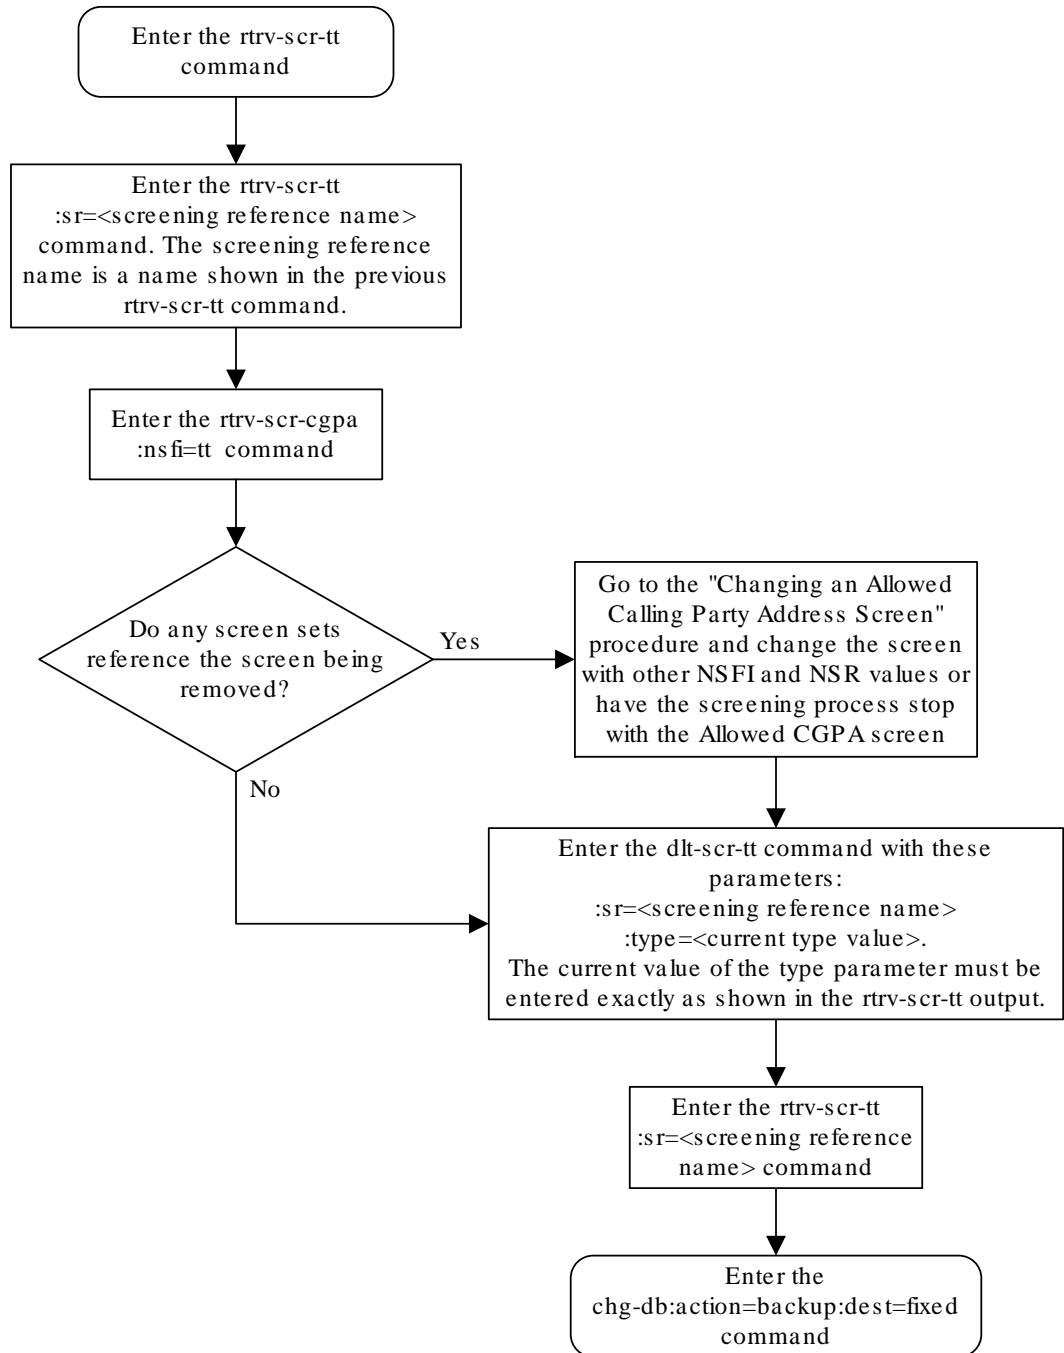 Enter the rtrv-scr-tt
command
Enter the rtrv-scr-tt
:sr=<screening reference name>
command. The screening reference
name is a name shown in the previous
rtrv-scr-tt command.
Enter the rtrv-scr-cgpa
:nsfi=tt command
Do any screen sets
reference the screen being
removed?
Yes
Go to the "Changing an Allowed
Calling Party Address Screen"
procedure and change the screen
with other NSFI and NSR values or
have the screening process stop
with the Allowed CGPA screen
No
Enter the dlt-scr-tt command with these
parameters:
:sr=<screening reference name>
:type=<current type value>.
The current value of the type parameter must be
entered exactly as shown in the rtrv-scr-tt output.
Enter the rtrv-scr-tt
:sr=<screening reference
name> command
Enter the
chg-db:action=backup:dest=fixed
command